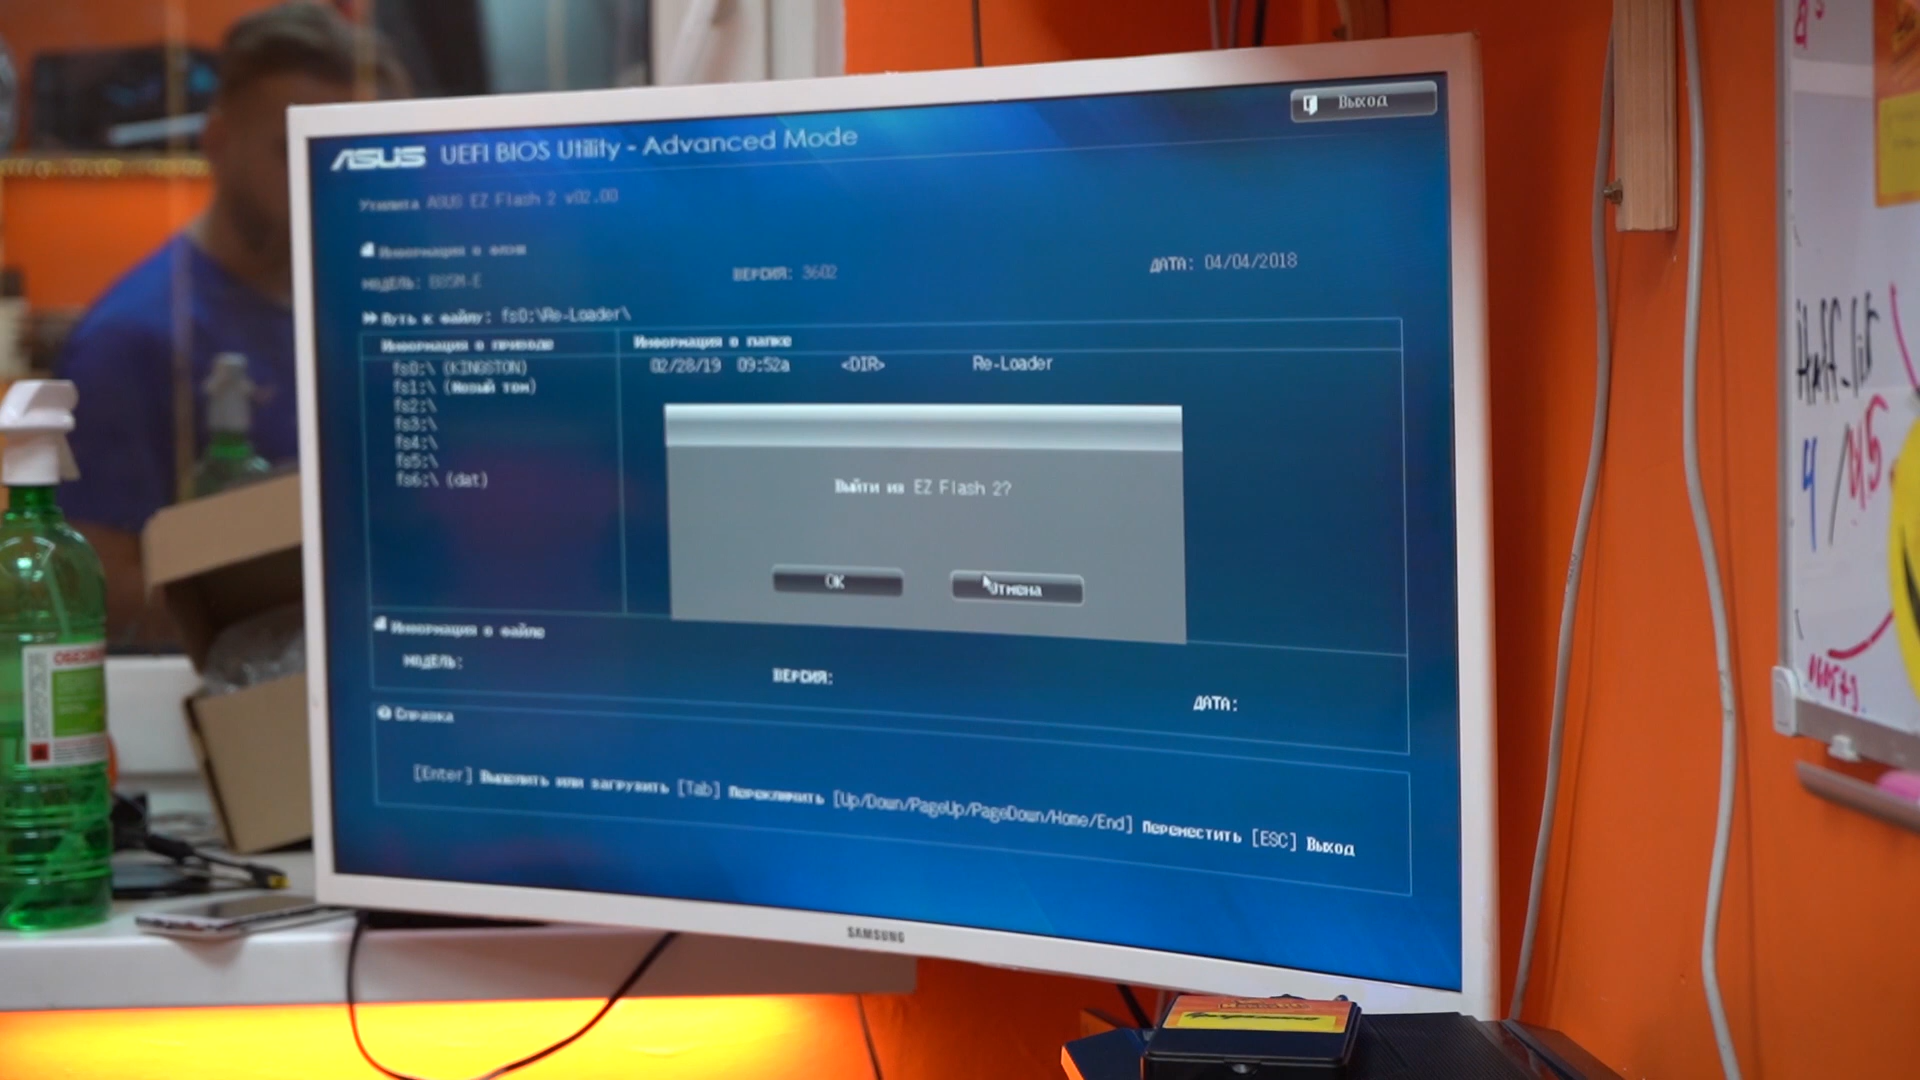 Выход
ASUS UEFI BIOS Utility - Advanced Mode
Утилита ASUS EZ Flash 2 v02.00
Информация о флэш
МОДЕЛЬ: B85M-E
ВЕРСИЯ: 3602
ДАТА: 04/04/2018
Путь к файлу: fs0:\Re-Loader\
Информация о приводе
Информация о папке
fs0:\ (KINGSTON)
fs1:\ (Новый том)
fs2:\
fs3:\
fs4:\
fs5:\
fs6:\ (dat)
02/28/19 09:52a <DIR> Re-Loader
Выйти из EZ Flash 2?
OK
Отмена
Информация о файле
МОДЕЛЬ:
ВЕРСИЯ:
ДАТА:
Справка
[Enter] Выделить или загрузить [Tab] Переключить [Up/Down/PageUp/PageDown/Home/End] Переместить [ESC] Выход
SAMSUNG